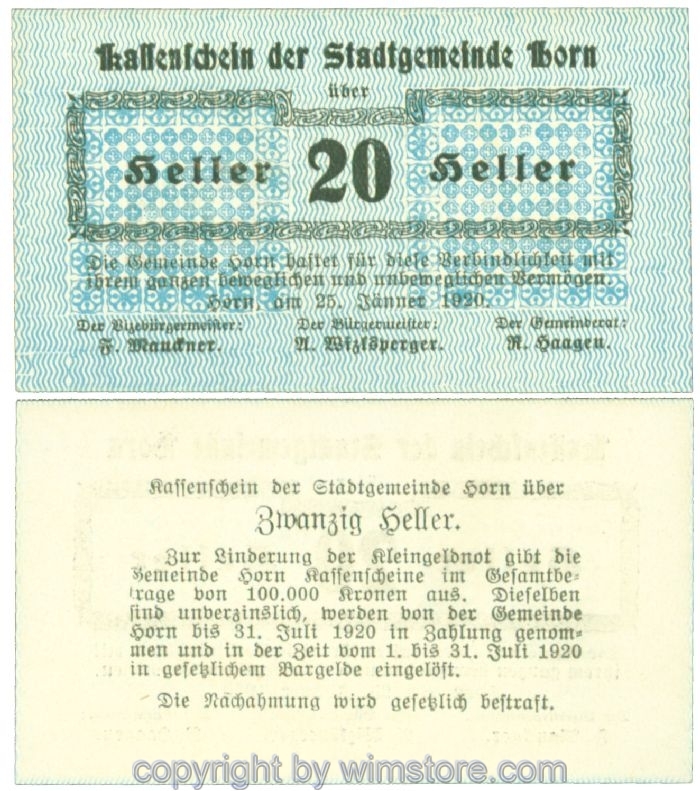 Kassenschein der Stadtgemeinde Horn
über
Heller 20 Heller
Die Gemeinde Horn haftet für diese Verbindlichkeit mit
ihrem ganzen beweglichen und unbeweglichen Vermögen.
Horn, am 25. Jänner 1920.
Der Vizebürgermeister: Der Bürgermeister: Der Gemeinderat:
F. Mauckner. A. Wizlsperger. R. Haagen.
Kassenschein der Stadtgemeinde Horn über
Zwanzig Heller.
Zur Linderung der Kleingeldnot gibt die
Gemeinde Horn Kassenscheine im Gesamtbe-
trage von 100.000 Kronen aus. Dieselben
sind unverzinslich, werden von der Gemeinde
Horn bis 31. Juli 1920 in Zahlung genom-
men und in der Zeit vom 1. bis 31. Juli 1920
in gesetzlichem Bargelde eingelöst.
Die Nachahmung wird gesetzlich bestraft.
copyright by wimstore.com